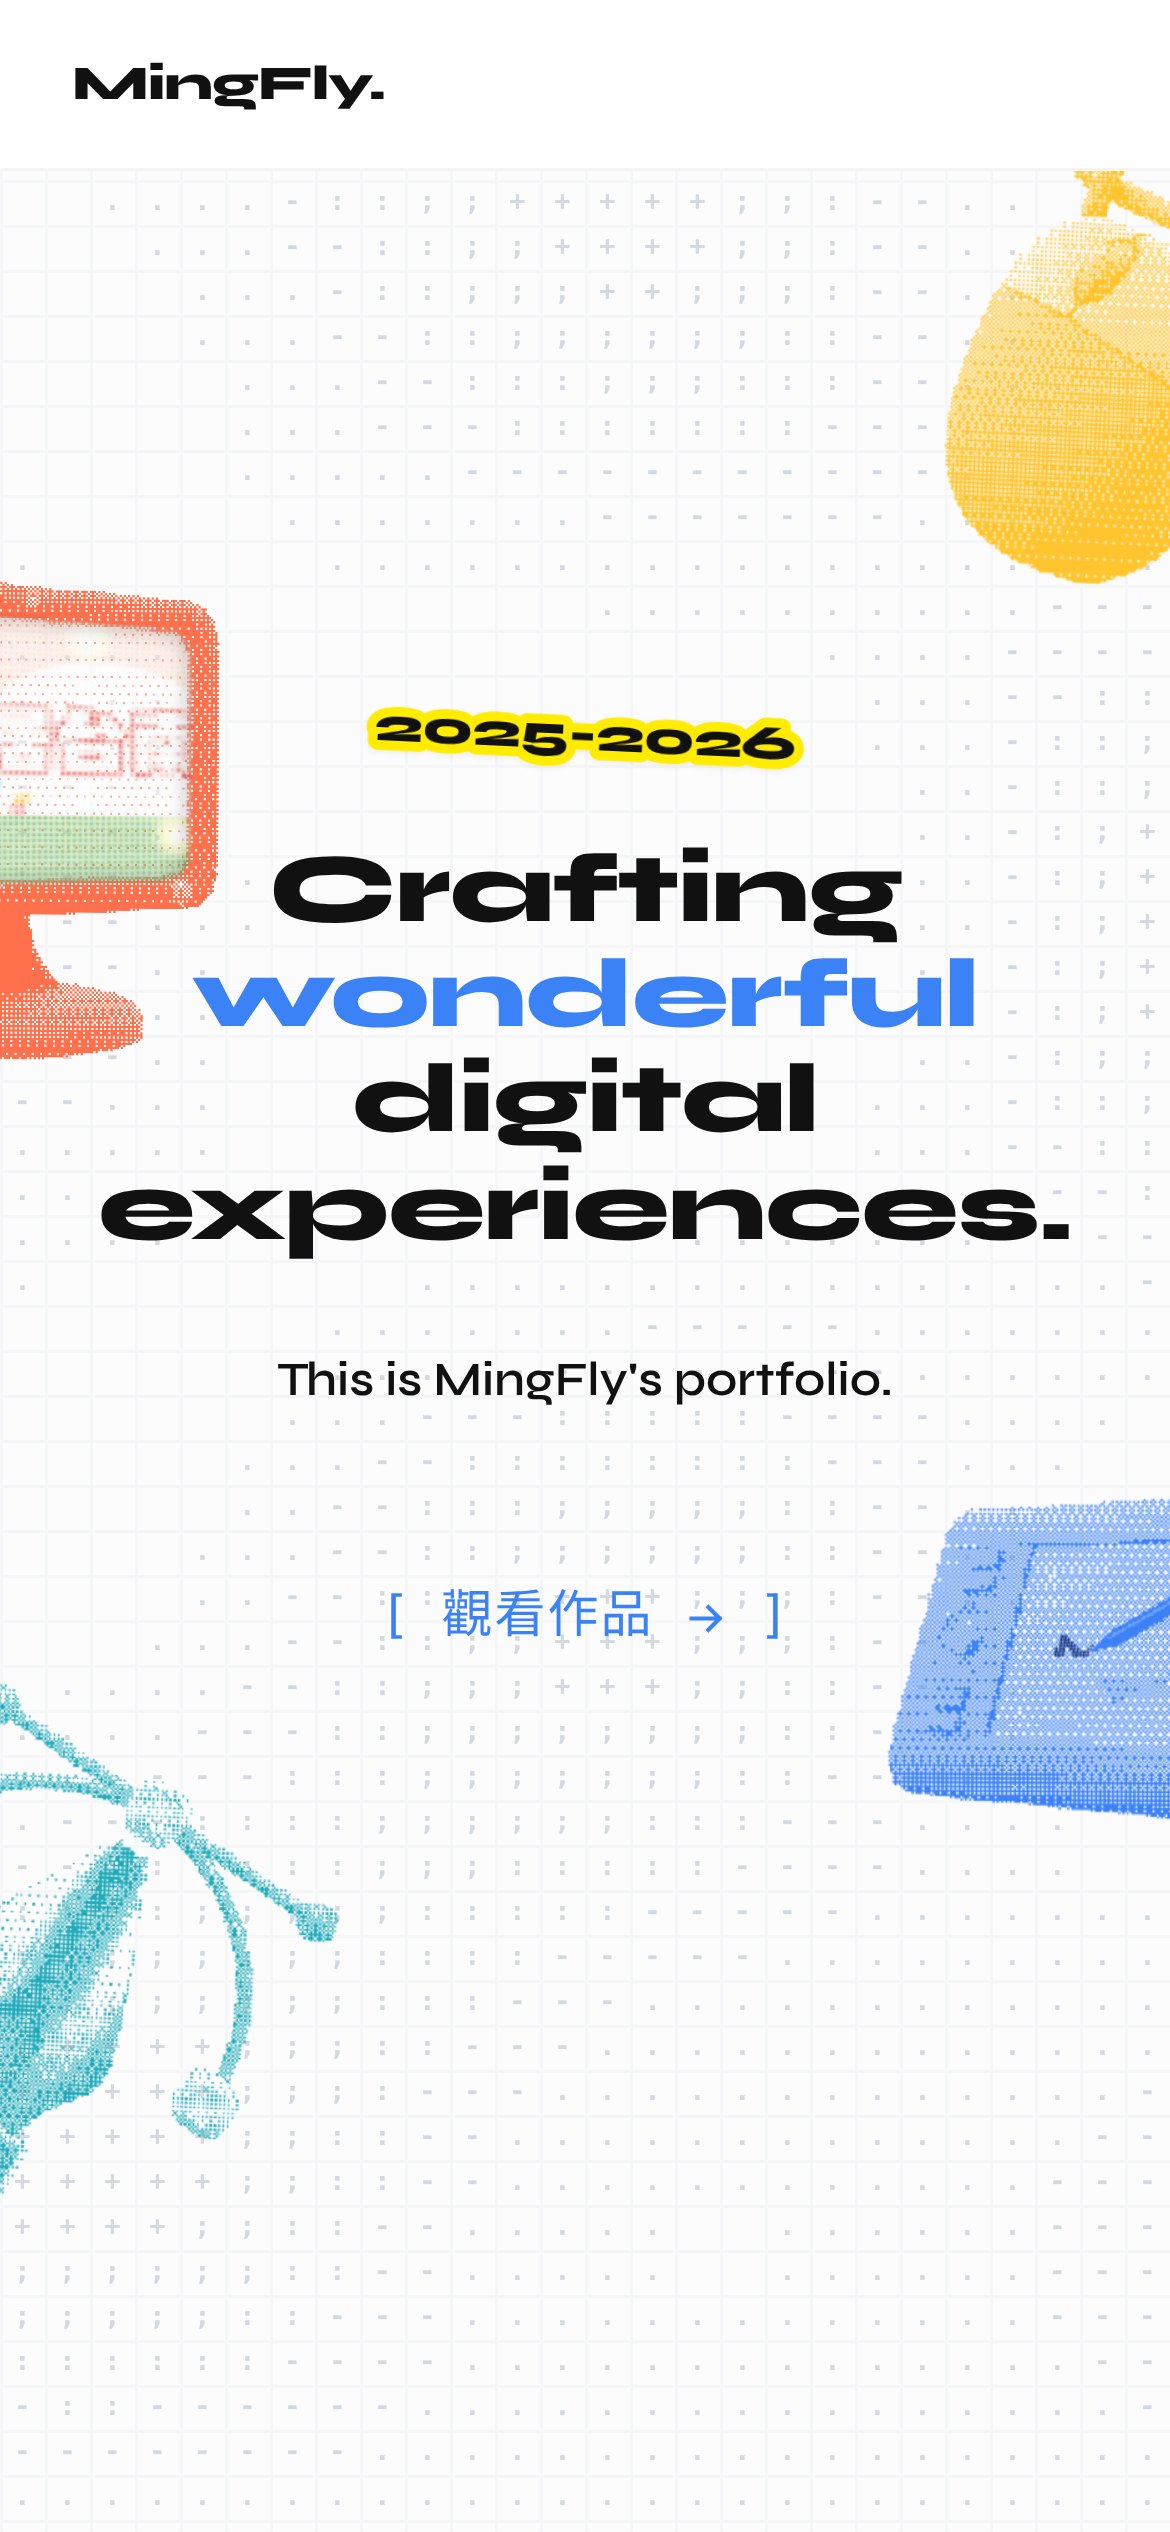 MingFly.
2025-2026
Crafting
wonderful
digital
experiences.
This is MingFly's portfolio.
[ 觀看作品 → ]